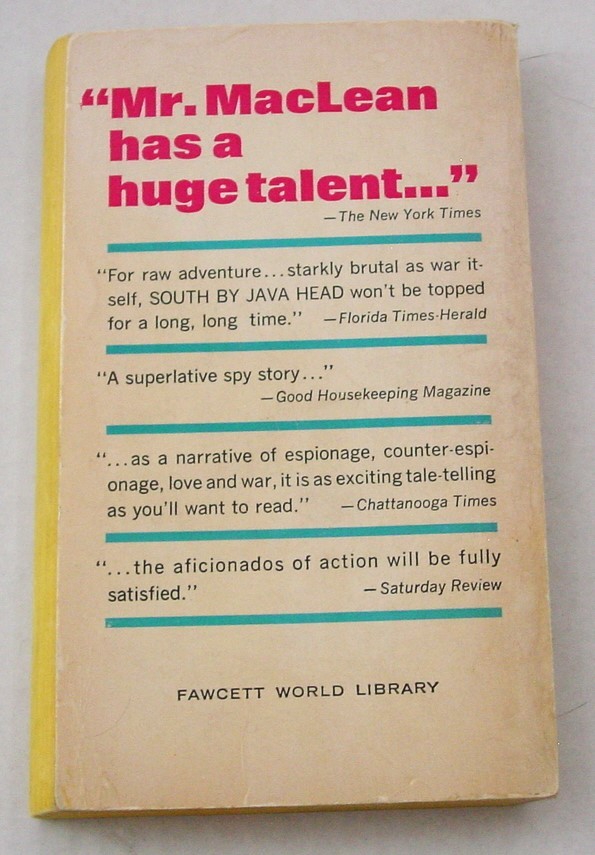 “Mr. MacLean
has a
huge talent...”
—The New York Times
“For raw adventure...starkly brutal as war it-
self, SOUTH BY JAVA HEAD won’t be topped
for a long, long time.” —Florida Times-Herald
“A superlative spy story...”
—Good Housekeeping Magazine
“...as a narrative of espionage, counter-espi-
onage, love and war, it is as exciting tale-telling
as you’ll want to read.” —Chattanooga Times
“...the aficionados of action will be fully
satisfied.” —Saturday Review
FAWCETT WORLD LIBRARY